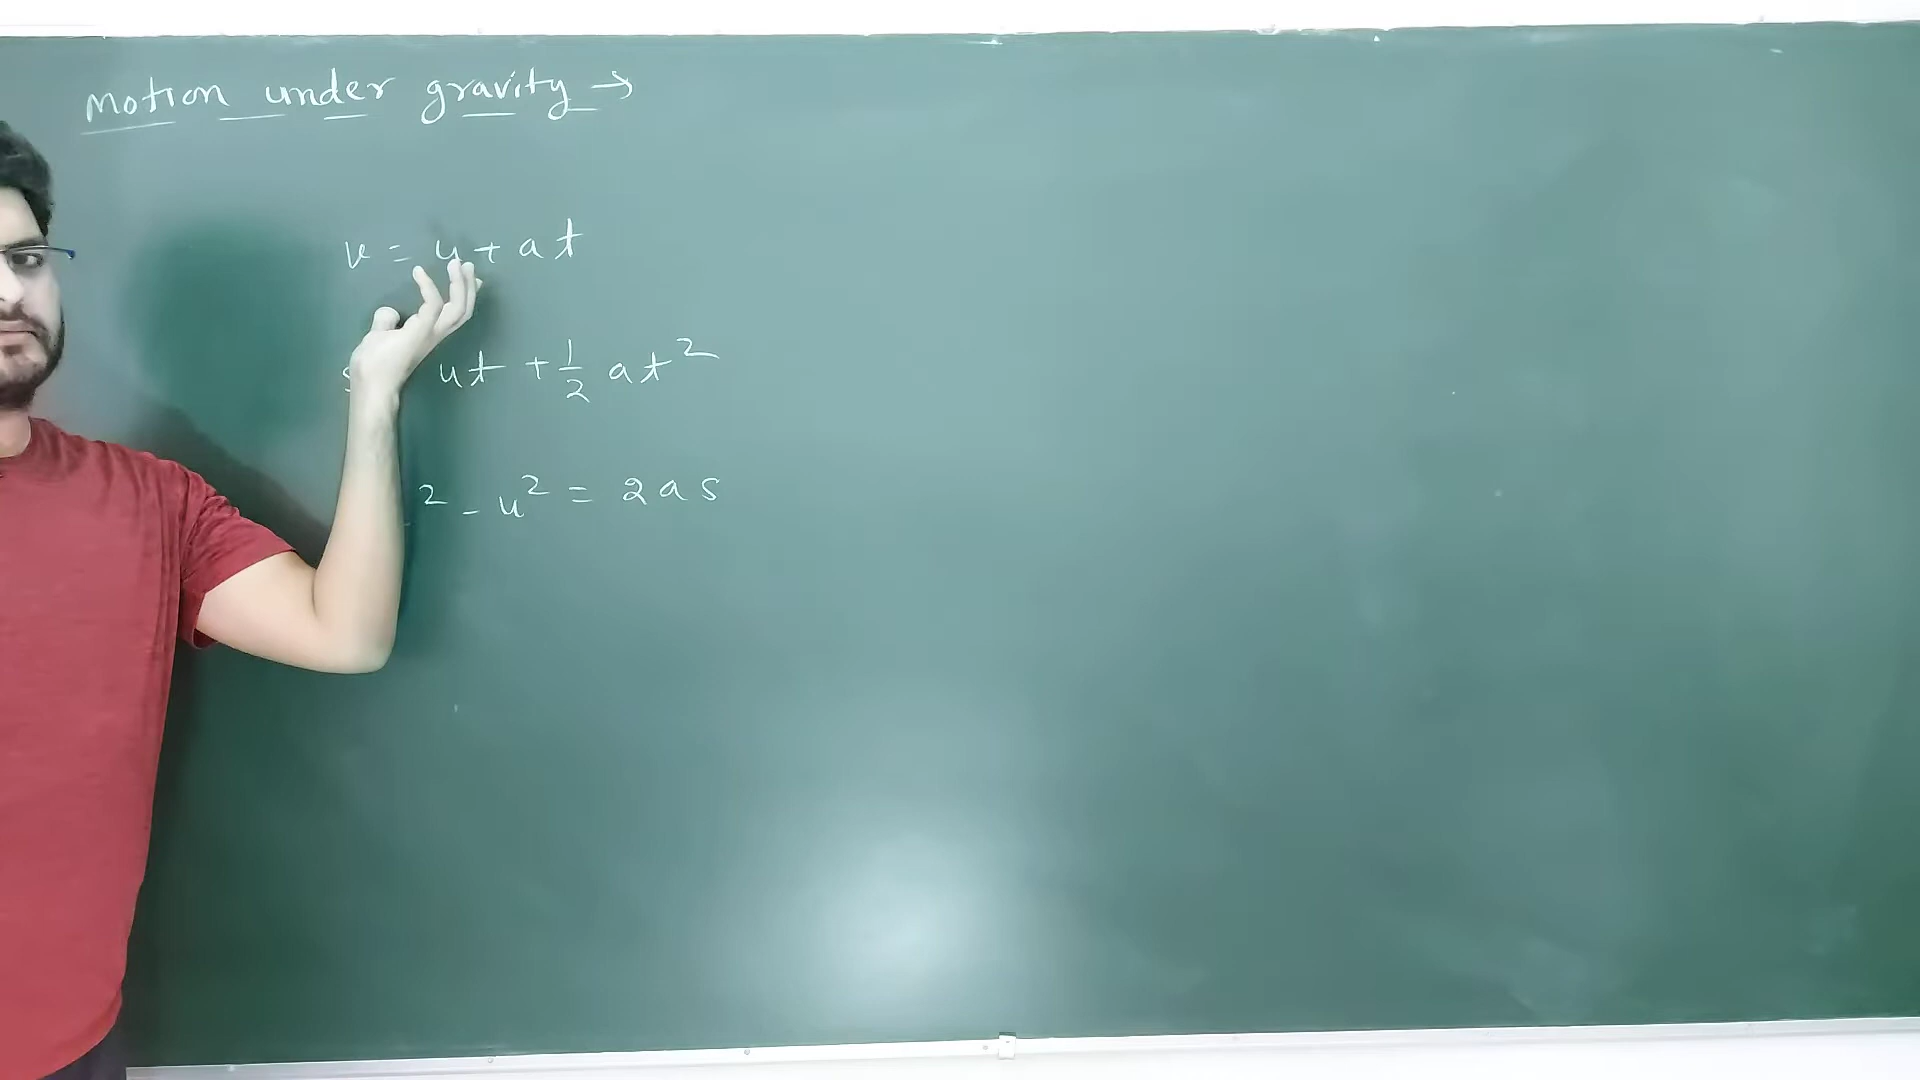 Motion under gravity →
v = u + at
s ut + 1/2 at²
² - u² = 2as